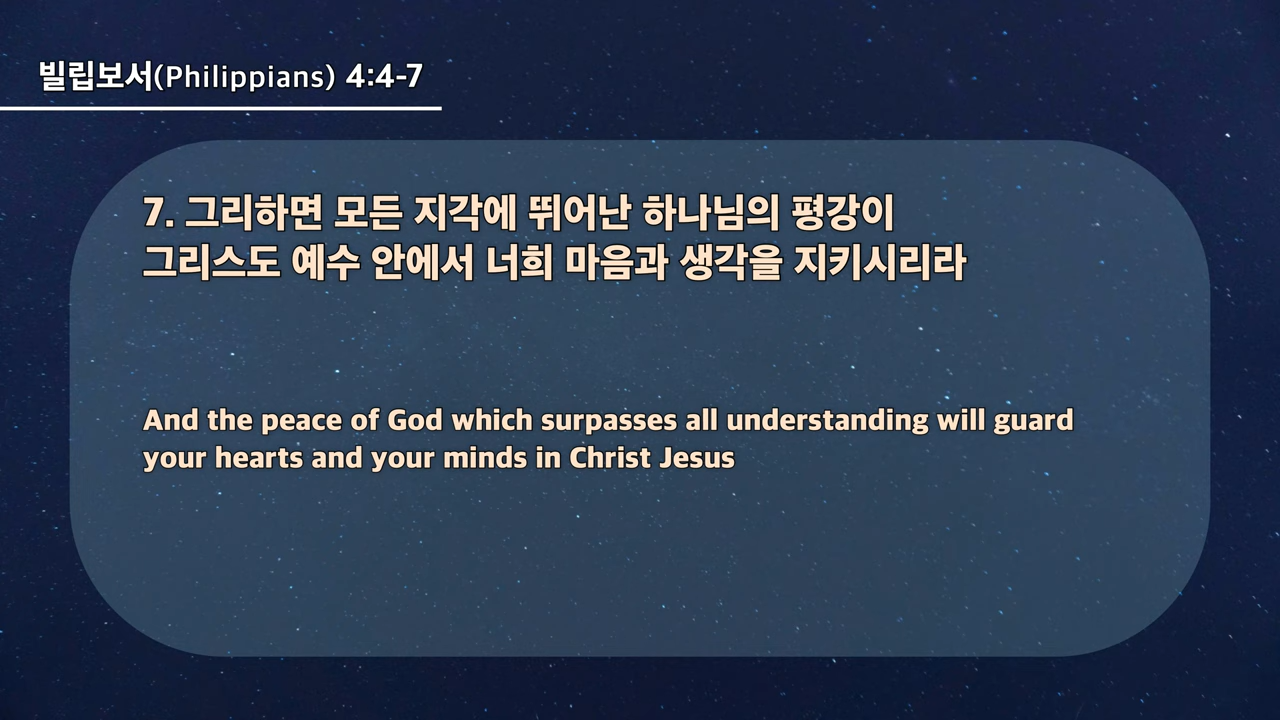 빌립보서(Philippians) 4:4-7
7. 그리하면 모든 지각에 뛰어난 하나님의 평강이
그리스도 예수 안에서 너희 마음과 생각을 지키시리라
And the peace of God which surpasses all understanding will guard
your hearts and your minds in Christ Jesus